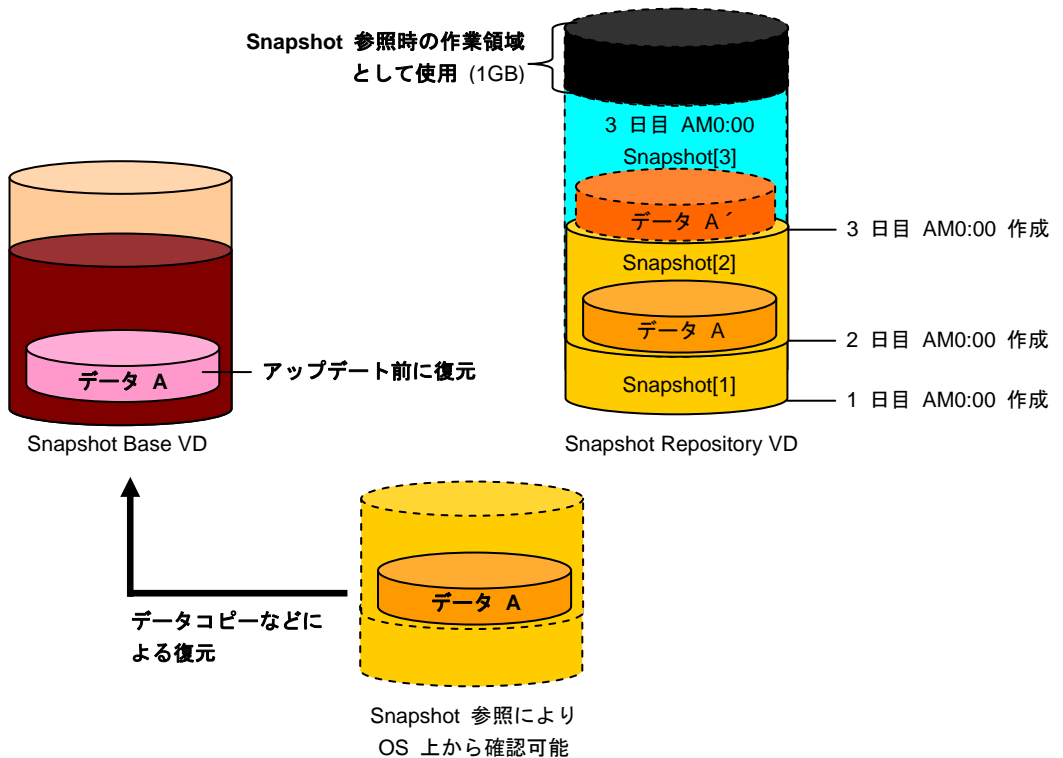 Snapshot 参照時の作業領域
として使用 (1GB)
3 日目 AM0:00
Snapshot[3]
データ A´
3 日目 AM0:00 作成
Snapshot[2]
データ A
2 日目 AM0:00 作成
Snapshot[1]
1 日目 AM0:00 作成
データ A
アップデート前に復元
Snapshot Base VD
Snapshot Repository VD
データ A
データコピーなどに
よる復元
Snapshot 参照により
OS 上から確認可能